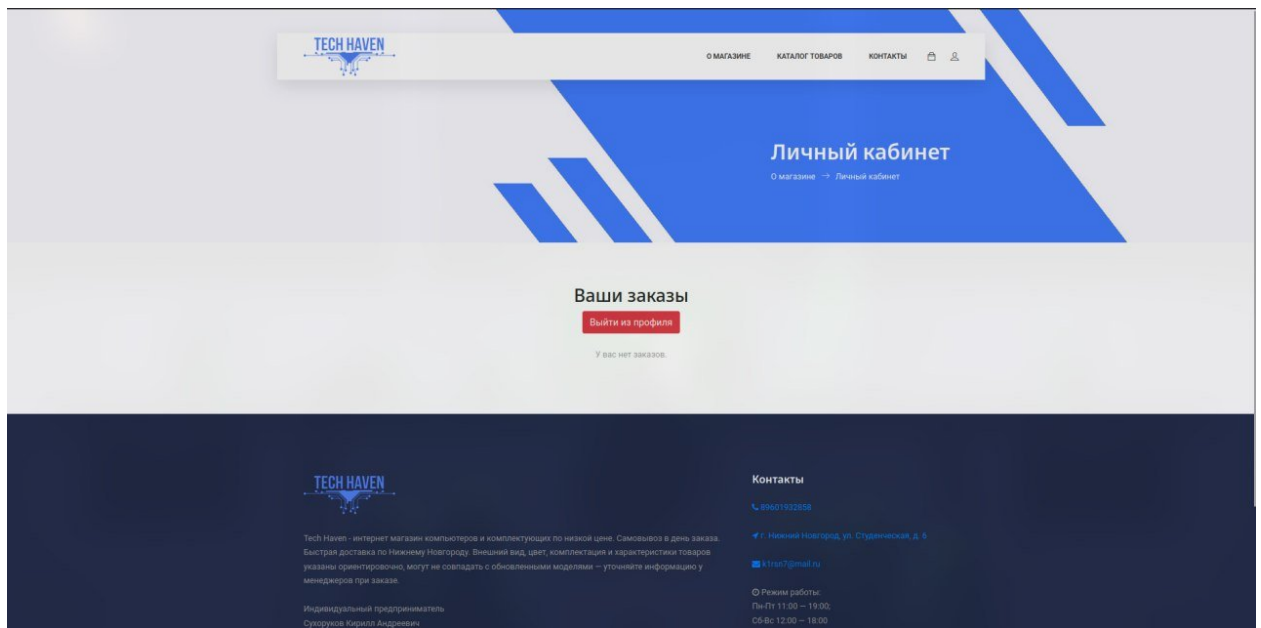 TECH HAVEN
О МАГАЗИНЕ КАТАЛОГ ТОВАРОВ КОНТАКТЫ
Личный кабинет
О магазине → Личный кабинет
Ваши заказы
Выйти из профиля
У вас нет заказов.
TECH HAVEN
Tech Haven - интернет магазин компьютеров и комплектующих по низкой цене. Самовывоз в день заказа.
Быстрая доставка по Нижнему Новгороду. Внешний вид, цвет, комплектация и характеристики товаров
указаны ориентировочно, могут не совпадать с обновленными моделями — уточняйте информацию у
менеджеров при заказе.
Индивидуальный предприниматель
Сухоруков Кирилл Андреевич
Контакты
89601922858
г. Нижний Новгород, ул. Студенческая, д. 6
k1rsn7@mail.ru
Режим работы:
Пн-Пт 11:00 — 19:00;
Сб-Вс 12:00 — 18:00